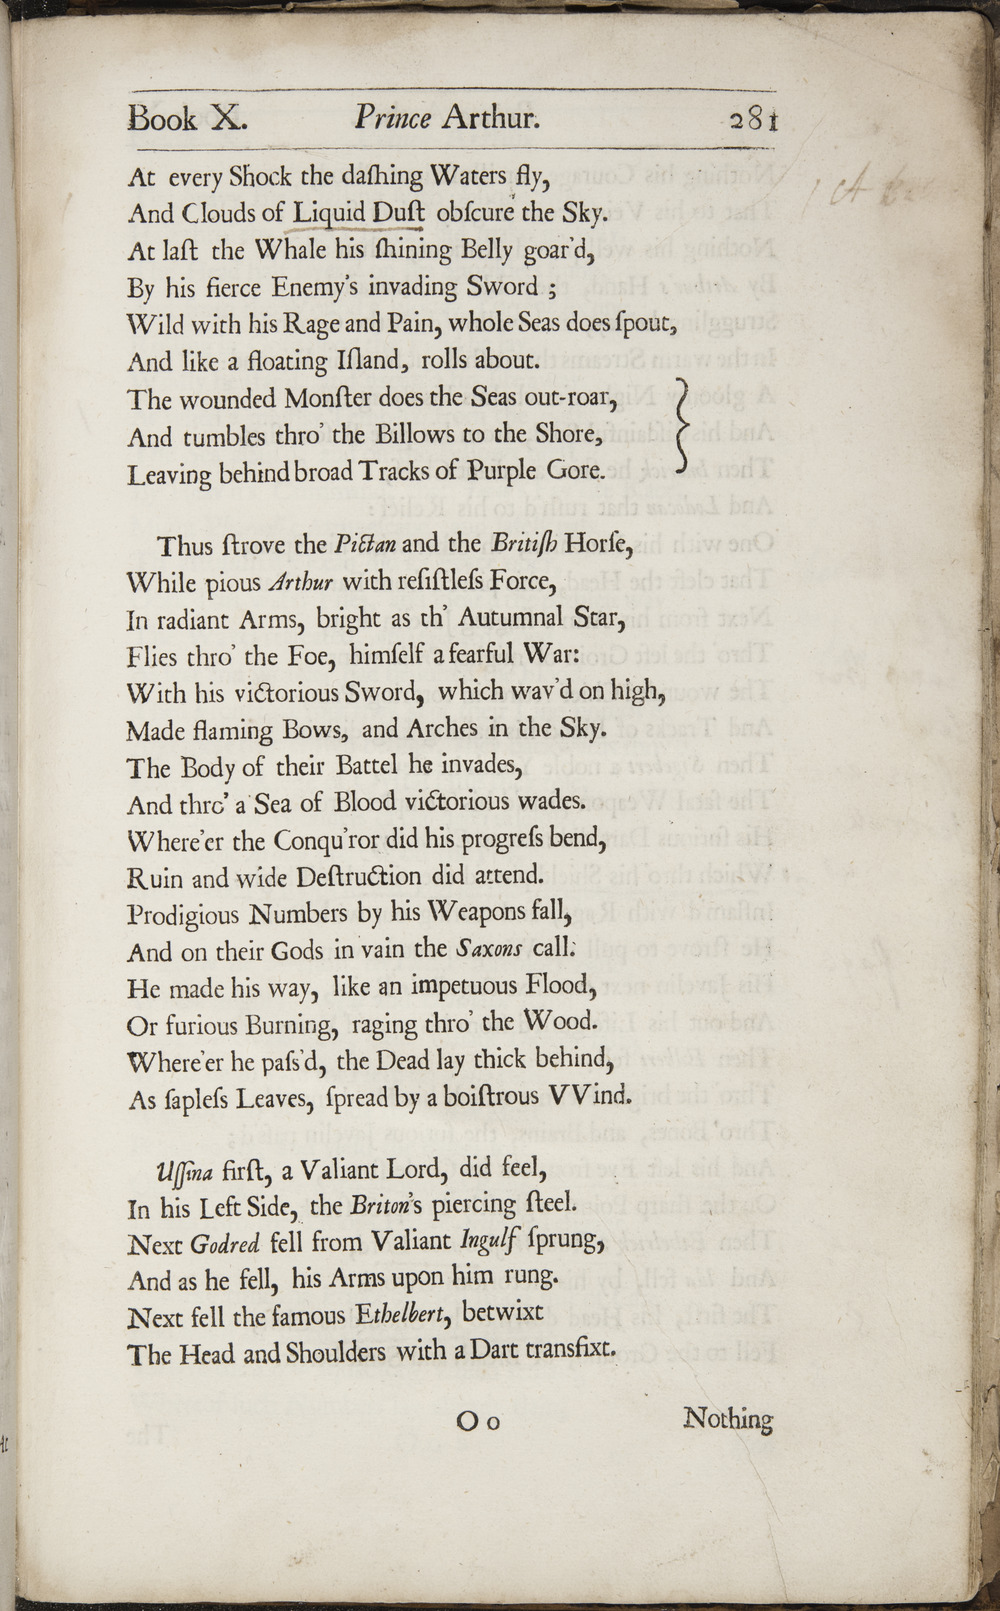 Book X. Prince Arthur. 281
At every Shock the daſhing Waters fly,
And Clouds of Liquid Duſt obſcure the Sky.
At laſt the Whale his ſhining Belly goar'd,
By his fierce Enemy's invading Sword ;
Wild with his Rage and Pain, whole Seas does ſpout,
And like a floating Iſland, rolls about.
The wounded Monſter does the Seas out-roar,
And tumbles thro' the Billows to the Shore,
Leaving behind broad Tracks of Purple Gore.
Thus ſtrove the Pictan and the Britiſh Horſe,
While pious Arthur with reſiſtleſs Force,
In radiant Arms, bright as th' Autumnal Star,
Flies thro' the Foe, himſelf a fearful War:
With his victorious Sword, which wav'd on high,
Made flaming Bows, and Arches in the Sky.
The Body of their Battel he invades,
And thro' a Sea of Blood victorious wades.
Where'er the Conqu'ror did his progreſs bend,
Ruin and wide Deſtruction did attend.
Prodigious Numbers by his Weapons fall,
And on their Gods in vain the Saxons call:
He made his way, like an impetuous Flood,
Or furious Burning, raging thro' the Wood.
Where'er he paſs'd, the Dead lay thick behind,
As ſapleſs Leaves, ſpread by a boiſtrous VVind.
Uſſina firſt, a Valiant Lord, did feel,
In his Left Side, the Briton's piercing ſteel.
Next Godred fell from Valiant Ingulf ſprung,
And as he fell, his Arms upon him rung.
Next fell the famous Ethelbert, betwixt
The Head and Shoulders with a Dart transfixt.
O o Nothing